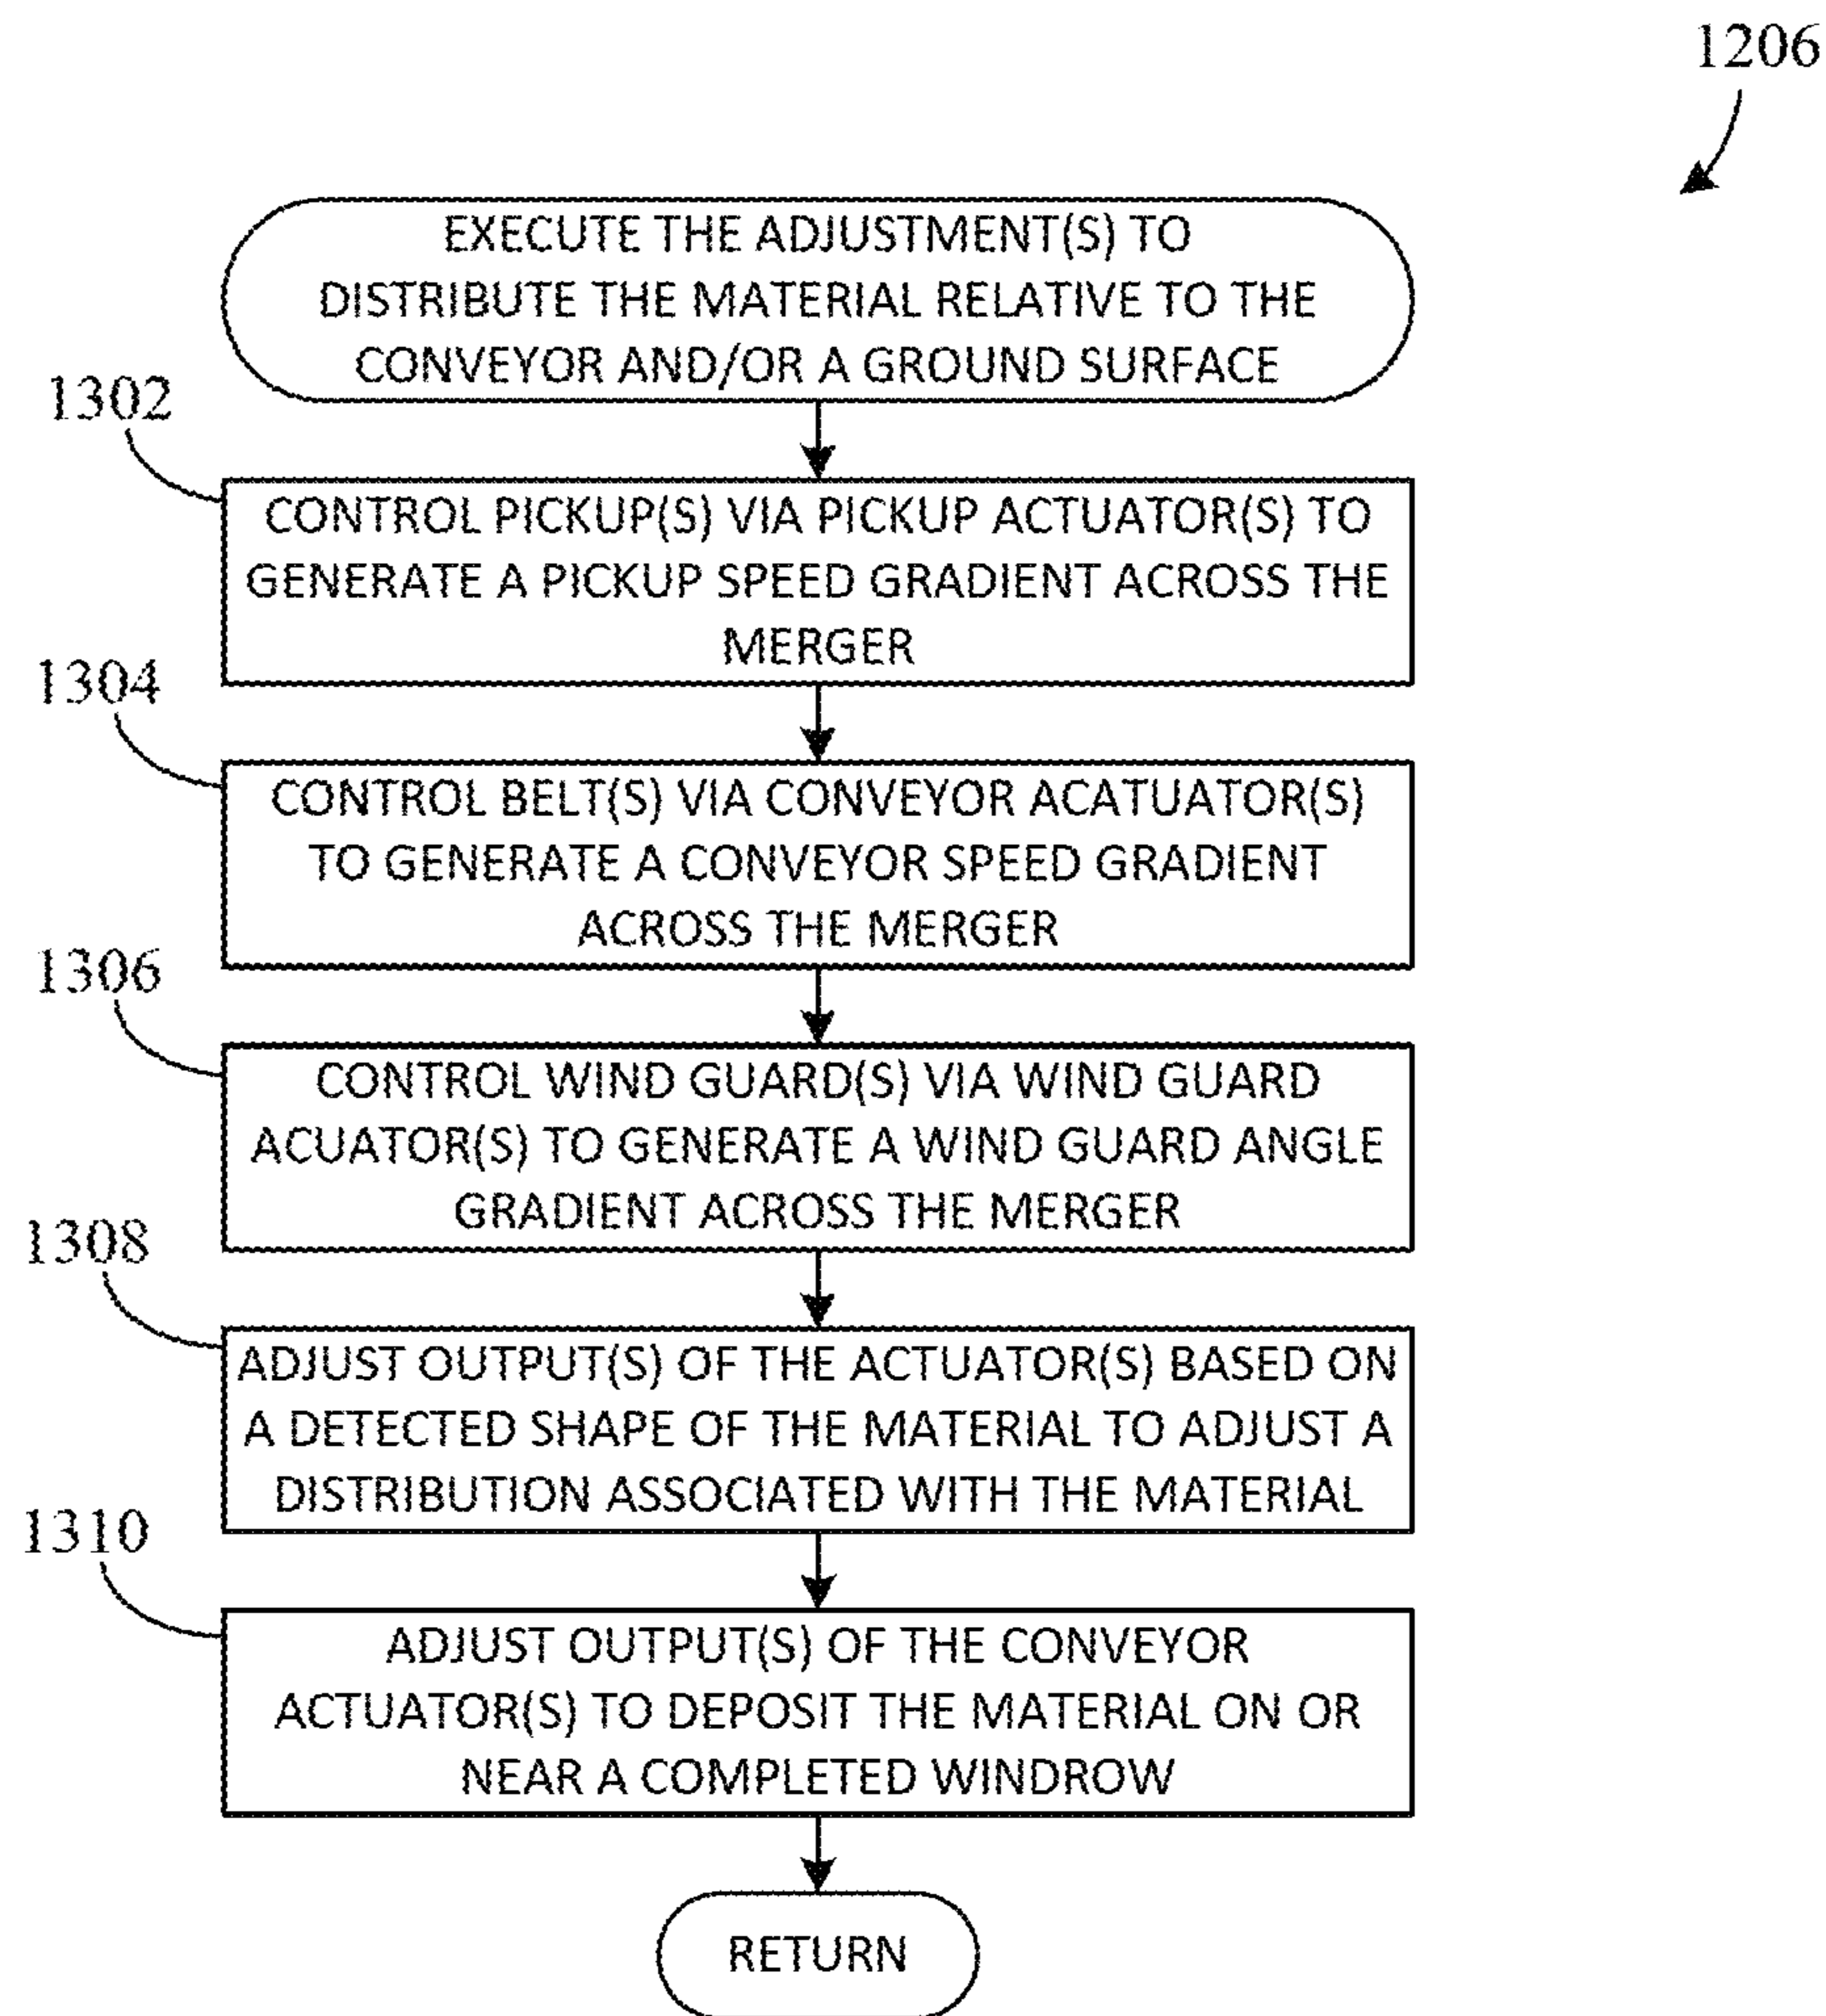 1206
EXECUTE THE ADJUSTMENT(S) TO
DISTRIBUTE THE MATERIAL RELATIVE TO THE
CONVEYOR AND/OR A GROUND SURFACE
1302
CONTROL PICKUP(S) VIA PICKUP ACTUATOR(S) TO
GENERATE A PICKUP SPEED GRADIENT ACROSS THE
MERGER
1304
CONTROL BELT(S) VIA CONVEYOR ACATUATOR(S)
TO GENERATE A CONVEYOR SPEED GRADIENT
ACROSS THE MERGER
1306
CONTROL WIND GUARD(S) VIA WIND GUARD
ACUATOR(S) TO GENERATE A WIND GUARD ANGLE
GRADIENT ACROSS THE MERGER
1308
ADJUST OUTPUT(S) OF THE ACTUATOR(S) BASED ON
A DETECTED SHAPE OF THE MATERIAL TO ADJUST A
DISTRIBUTION ASSOCIATED WITH THE MATERIAL
1310
ADJUST OUTPUT(S) OF THE CONVEYOR
ACTUATOR(S) TO DEPOSIT THE MATERIAL ON OR
NEAR A COMPLETED WINDROW
RETURN